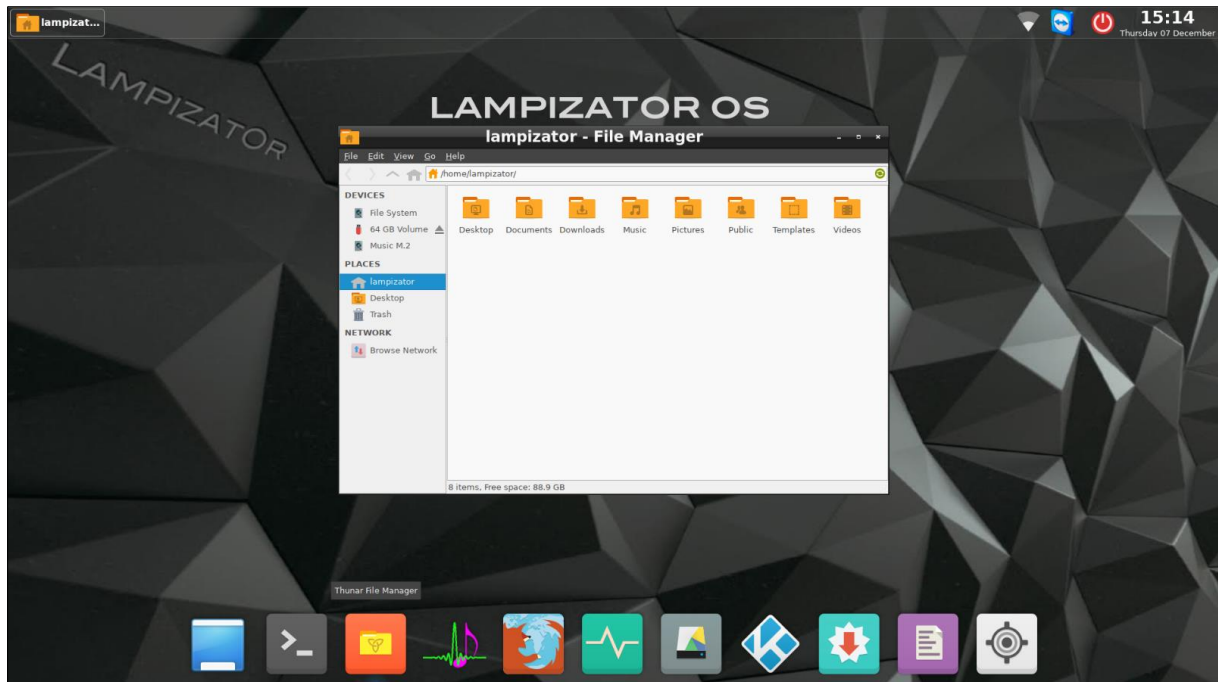 lampizat...
15:14
Thursday 07 December
LAMPIZATOR
LAMPIZATOR OS
lampizator - File Manager
File Edit View Go Help
/home/lampizator/
DEVICES
File System
64 GB Volume
Music M.2
PLACES
lampizator
Desktop
Trash
NETWORK
Browse Network
Desktop Documents Downloads Music Pictures Public Templates Videos
8 items, Free space: 88.9 GB
Thunar File Manager